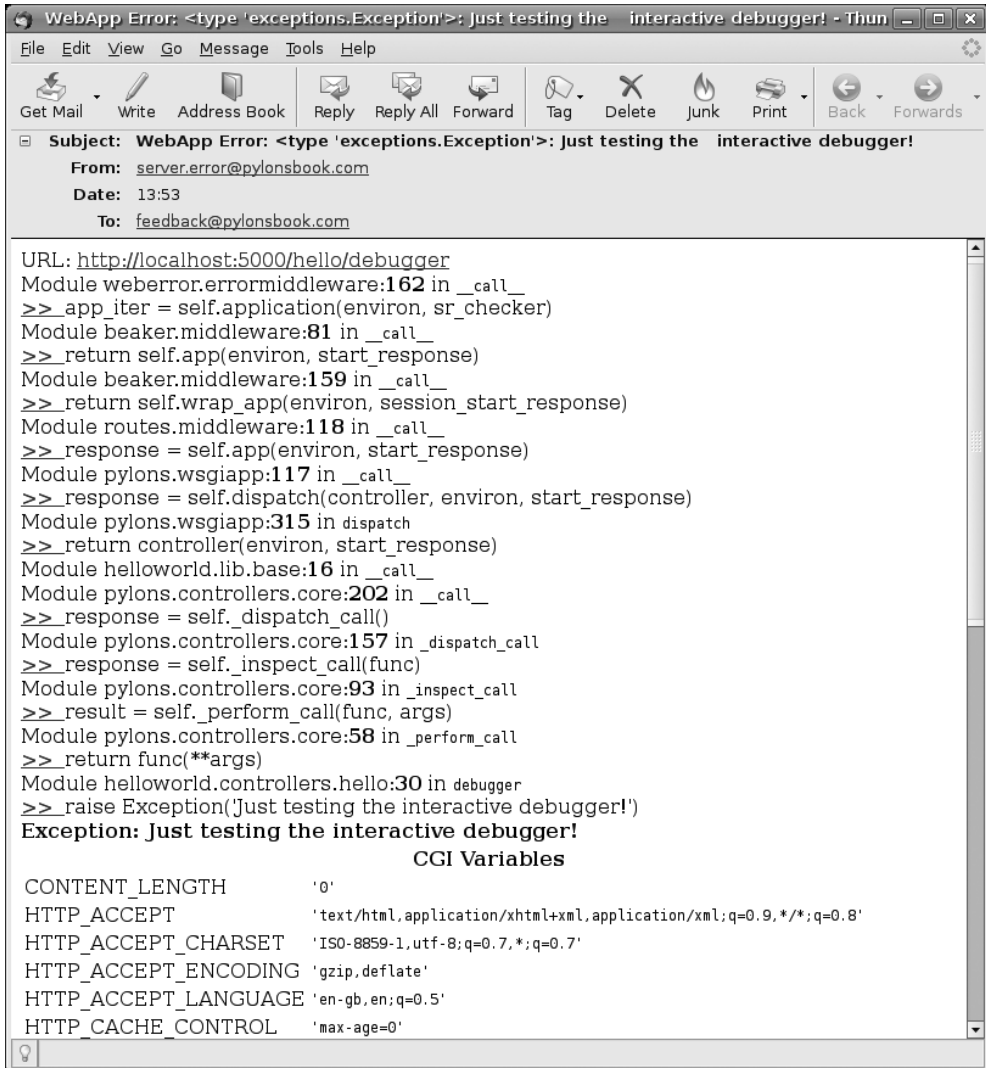 WebApp Error: <type 'exceptions.Exception'>: Just testing the interactive debugger! - Thun
File Edit View Go Message Tools Help
Get Mail Write Address Book Reply Reply All Forward Tag Delete Junk Print Back Forwards
Subject: WebApp Error: <type 'exceptions.Exception'>: Just testing the interactive debugger!
From: server.error@pylonsbook.com
Date: 13:53
To: feedback@pylonsbook.com
URL: http://localhost:5000/hello/debugger
Module weberror.errormiddleware:162 in __call__
>> app_iter = self.application(environ, sr_checker)
Module beaker.middleware:81 in __call__
>> return self.app(environ, start_response)
Module beaker.middleware:159 in __call__
>> return self.wrap_app(environ, session_start_response)
Module routes.middleware:118 in __call__
>> response = self.app(environ, start_response)
Module pylons.wsgiapp:117 in __call__
>> response = self.dispatch(controller, environ, start_response)
Module pylons.wsgiapp:315 in dispatch
>> return controller(environ, start_response)
Module helloworld.lib.base:16 in __call__
Module pylons.controllers.core:202 in __call__
>> response = self._dispatch_call()
Module pylons.controllers.core:157 in _dispatch_call
>> response = self._inspect_call(func)
Module pylons.controllers.core:93 in _inspect_call
>> result = self._perform_call(func, args)
Module pylons.controllers.core:58 in _perform_call
>> return func(**args)
Module helloworld.controllers.hello:30 in debugger
>> raise Exception('Just testing the interactive debugger!')
Exception: Just testing the interactive debugger!
CGI Variables
CONTENT_LENGTH '0'
HTTP_ACCEPT 'text/html,application/xhtml+xml,application/xml;q=0.9,*/*;q=0.8'
HTTP_ACCEPT_CHARSET 'ISO-8859-1,utf-8;q=0.7,*;q=0.7'
HTTP_ACCEPT_ENCODING 'gzip,deflate'
HTTP_ACCEPT_LANGUAGE 'en-gb,en;q=0.5'
HTTP_CACHE_CONTROL 'max-age=0'